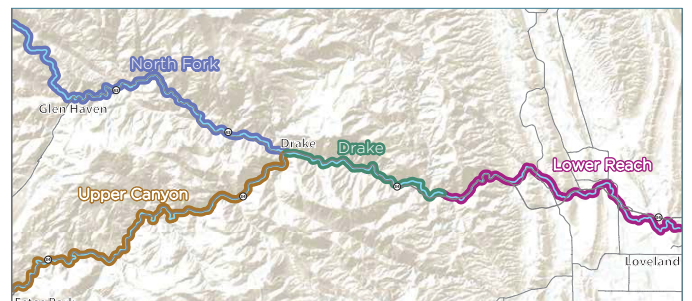 North Fork
Glen Haven
Drake
Drake
Lower Reach
Upper Canyon
Loveland